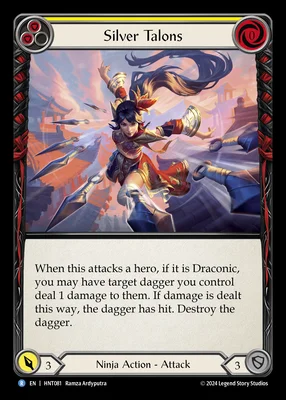 Silver Talons
When this attacks a hero, if it is Draconic,
you may have target dagger you control
deal 1 damage to them. If damage is dealt
this way, the dagger has hit. Destroy the
dagger.
3 Ninja Action - Attack 3
R EN | HNT081 Ramza Ardyputra © 2024 Legend Story Studios